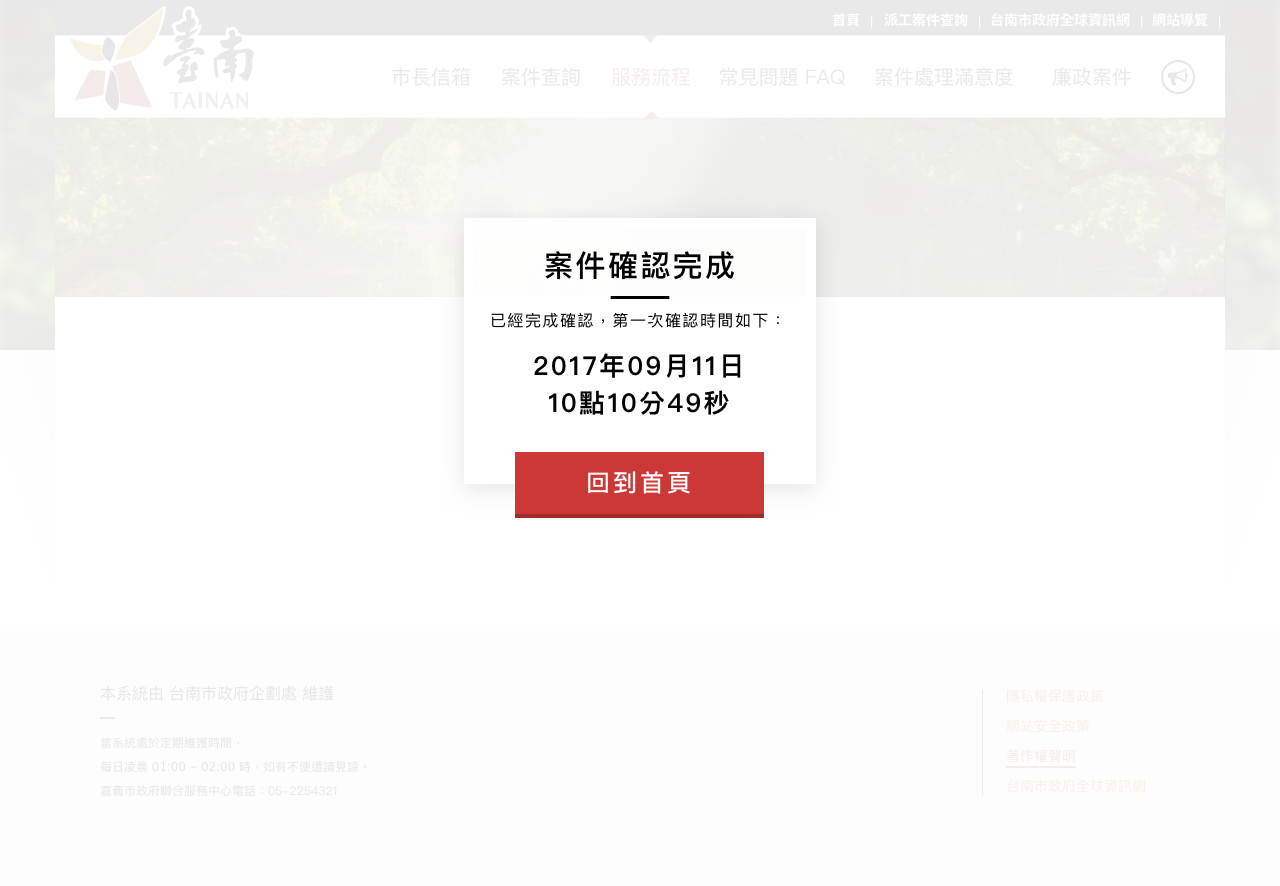 首頁 | 派工案件查詢 | 台南市政府全球資訊網 | 網站導覽 |
臺南
TAINAN
市長信箱 案件查詢 服務流程 常見問題 FAQ 案件處理滿意度 廉政案件
案件確認完成
已經完成確認，第一次確認時間如下：
2017年09月11日
10點10分49秒
回到首頁
本系統由 台南市政府企劃處 維護
當系統處於定期維護時間，
每日凌晨 01:00 – 02:00 時，如有不便還請見諒。
嘉義市政府聯合服務中心電話：05-2254321
隱私權保護政策
網站安全政策
著作權聲明
台南市政府全球資訊網